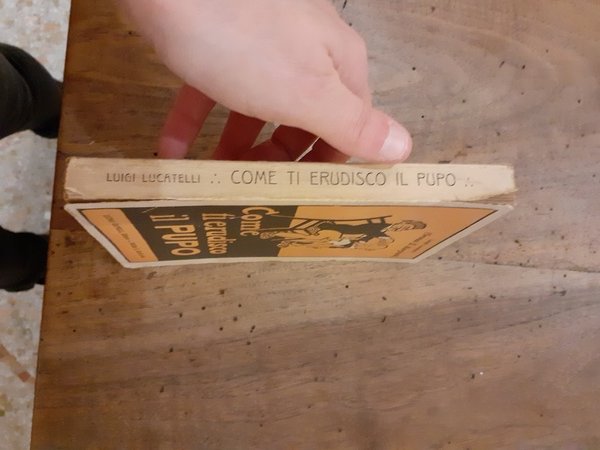 LUIGI LUCATELLI ∴ COME TI ERUDISCO IL PUPO ∴
Come
ti erudisco
il PUPO